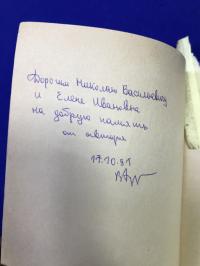 Дорогим Николаю Васильевичу
и Елене Ивановне
на добрую память
от автора
17.10.81